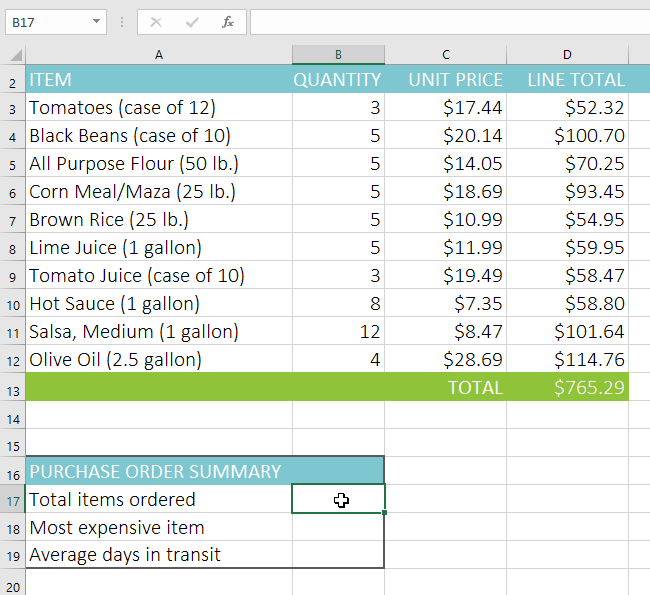 B17 fx
A B C D
2 ITEM QUANTITY UNIT PRICE LINE TOTAL
3 Tomatoes (case of 12) 3 $17.44 $52.32
4 Black Beans (case of 10) 5 $20.14 $100.70
5 All Purpose Flour (50 lb.) 5 $14.05 $70.25
6 Corn Meal/Maza (25 lb.) 5 $18.69 $93.45
7 Brown Rice (25 lb.) 5 $10.99 $54.95
8 Lime Juice (1 gallon) 5 $11.99 $59.95
9 Tomato Juice (case of 10) 3 $19.49 $58.47
10 Hot Sauce (1 gallon) 8 $7.35 $58.80
11 Salsa, Medium (1 gallon) 12 $8.47 $101.64
12 Olive Oil (2.5 gallon) 4 $28.69 $114.76
13 TOTAL $765.29
14
15
16 PURCHASE ORDER SUMMARY
17 Total items ordered
18 Most expensive item
19 Average days in transit
20